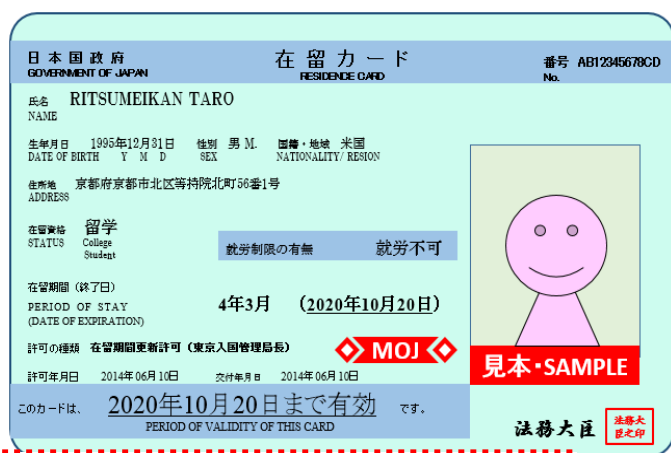 日本国政府 在留カード 番号 AB12345678CD
GOVERNMENT OF JAPAN RESIDENCE CARD No.
氏名 RITSUMEIKAN TARO
NAME
生年月日 1995年12月31日 性別 男 M. 国籍・地域 米国
DATE OF BIRTH Y M D SEX NATIONALITY/ RESION
住所地 京都府京都市北区等持院北町56番1号
ADDRESS
在留資格 留学
STATUS College
Student
就労制限の有無 就労不可
在留期間（終了日）
PERIOD OF STAY 4年3月 （2020年10月20日）
(DATE OF EXPIRATION)
許可の種類 在留期間更新許可（東京入国管理局長）
MOJ
見本・SAMPLE
許可年月日 2014年06月10日 交付年月日 2014年06月10日
このカードは、 2020年10月20日まで有効 です。
PERIOD OF VALIDITY OF THIS CARD
法務大臣 法務大
臣之印